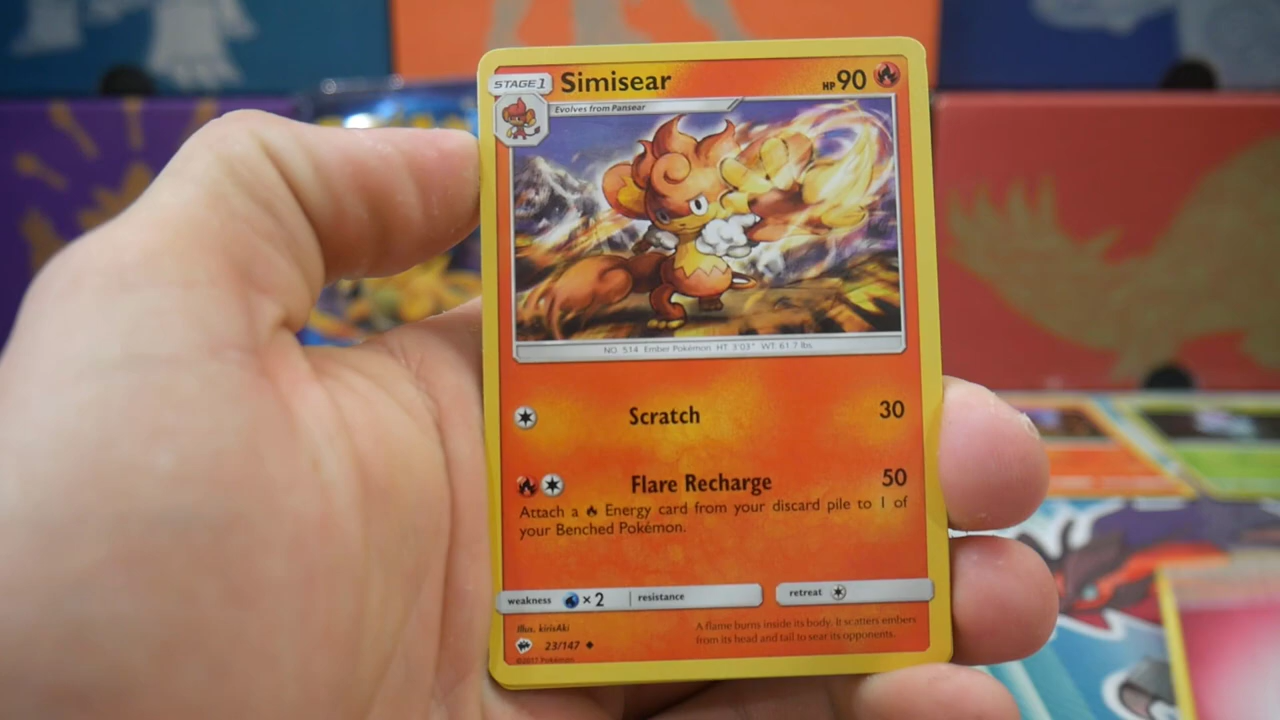 STAGE 1 Simisear HP 90
Evolves from Pansear
NO. 514 Ember Pokémon HT 3'03" WT 61.7 lbs.
Scratch 30
Flare Recharge 50
Attach a Energy card from your discard pile to 1 of
your Benched Pokémon.
weakness × 2 resistance retreat
Illus. kirisAki
23/147
©2017 Pokémon
A flame burns inside its body. It scatters embers
from its head and tail to sear its opponents.